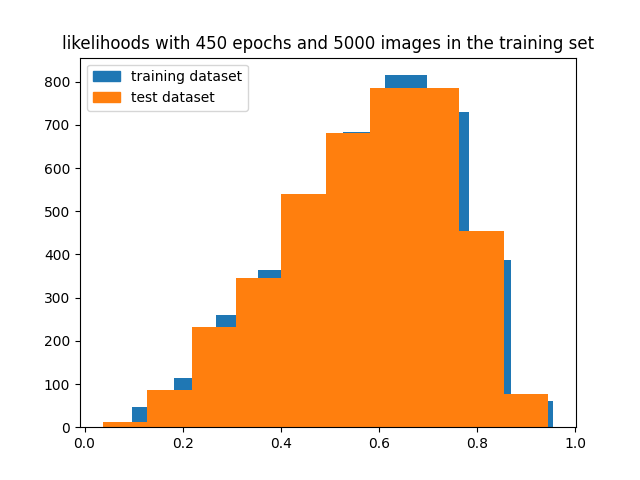 likelihoods with 450 epochs and 5000 images in the training set
training dataset
test dataset
800
700
600
500
400
300
200
100
0
0.0 0.2 0.4 0.6 0.8 1.0